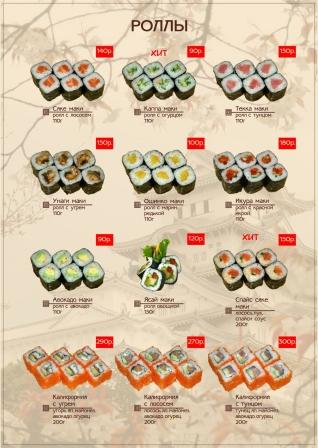 РОЛЛЫ
140р.
ХИТ
90р.
130р.
Сяке маки
ролл с лососем
110г
Каппа маки
ролл с огурцом
110г
Текка маки
ролл с тунцом
110г
150р.
100р.
180р.
Унаги маки
ролл с угрем
110г
Ошинко маки
ролл с марин.
редькой
110г
Икура маки
ролл с красной
икрой
110г
90р.
120р.
ХИТ
150р.
Авокадо маки
ролл с авокадо
110г
Ясай маки
ролл овощной
130г
Спайс сяке
маки
лосось, лук,
спайси соус
200г
290р.
270р.
300р.
Калифорния
с угрем
угорь, яп. майонез,
авокадо, огурец
200г
Калифорния
с лососем
лосось, яп. майонез,
авокадо, огурец
200г
Калифорния
с тунцом
тунец, яп. майонез,
авокадо, огурец
200г